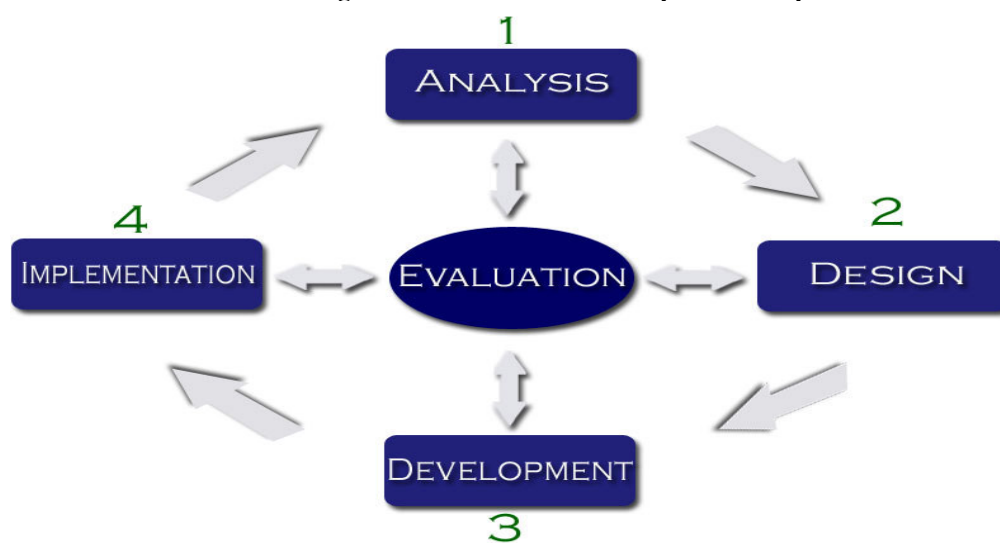 1
ANALYSIS
4
2
IMPLEMENTATION
EVALUATION
DESIGN
DEVELOPMENT
3